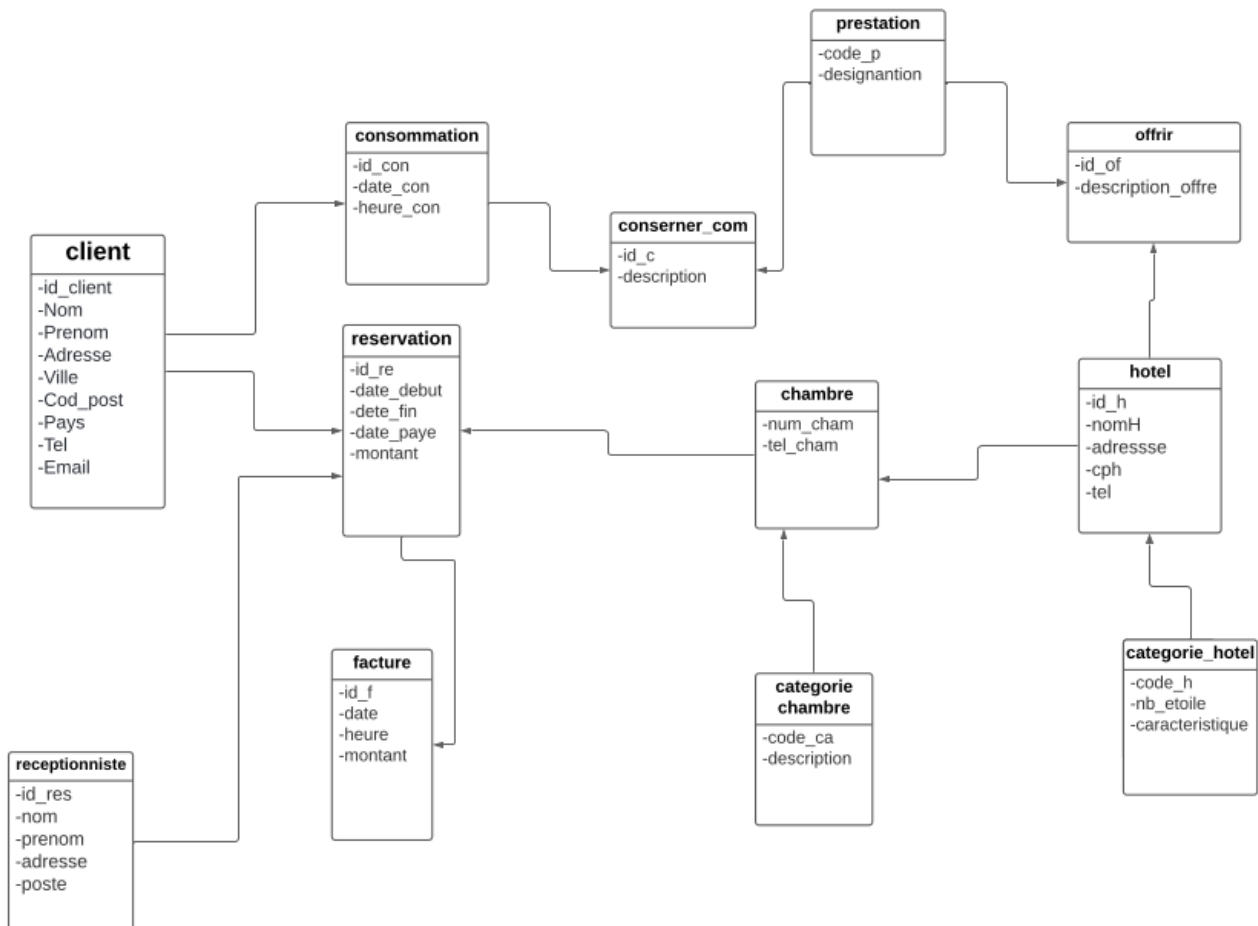 prestation
-code_p
-designantion
consommation
-id_con
-date_con
-heure_con
offrir
-id_of
-description_offre
conserner_com
-id_c
-description
client
-id_client
-Nom
-Prenom
-Adresse
-Ville
-Cod_post
-Pays
-Tel
-Email
reservation
-id_re
-date_debut
-dete_fin
-date_paye
-montant
chambre
-num_cham
-tel_cham
hotel
-id_h
-nomH
-adressse
-cph
-tel
facture
-id_f
-date
-heure
-montant
categorie
chambre
-code_ca
-description
categorie_hotel
-code_h
-nb_etoile
-caracteristique
receptionniste
-id_res
-nom
-prenom
-adresse
-poste